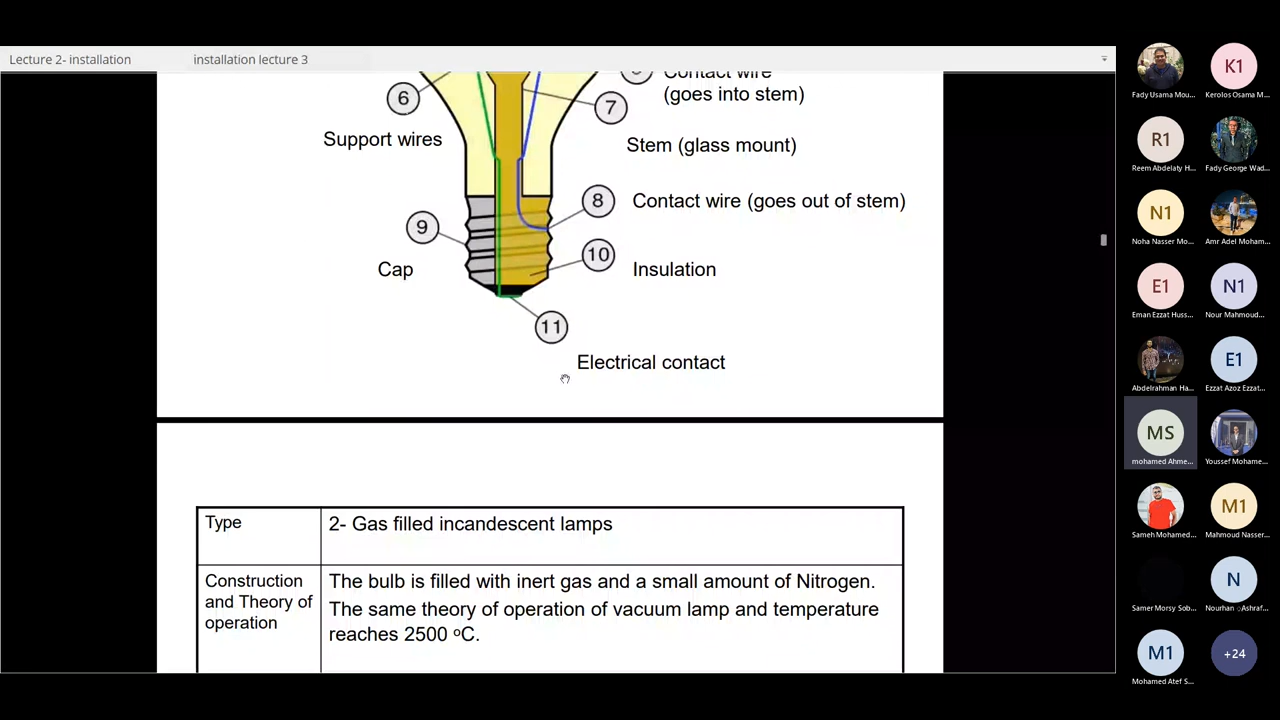 Lecture 2- installation
installation lecture 3
Contact wire
(goes into stem)
6
7
Support wires
Stem (glass mount)
8
Contact wire (goes out of stem)
9
10
Cap
Insulation
11
Electrical contact
Type
2- Gas filled incandescent lamps
Construction
and Theory of
operation
The bulb is filled with inert gas and a small amount of Nitrogen.
The same theory of operation of vacuum lamp and temperature
reaches 2500 ºC.
Fady Usama Mou...
K1
Kerolos Osama M...
R1
Reem Abdelaty H...
Fady George Wad...
N1
Noha Nasser Mo...
Amr Adel Moham...
E1
Eman Ezzat Huss...
N1
Nour Mahmoud...
Abdelrahman Ha...
E1
Ezzat Azoz Ezzat...
MS
mohamed Ahme...
Youssef Mohame...
Sameh Mohamed...
M1
Mahmoud Nasser...
Samer Morsy Sob...
N
Nourhan ِAshraf...
M1
Mohamed Atef S...
+24